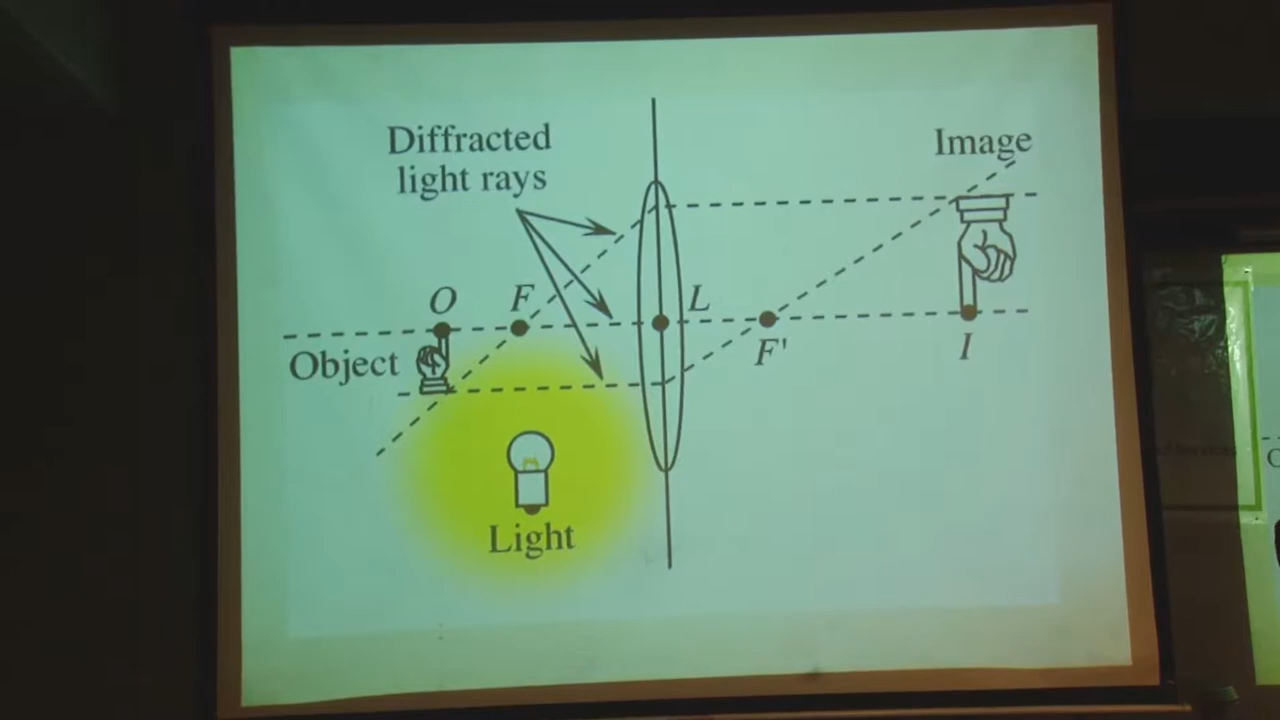 Diffracted
light rays
Image
O
F
L
Object
F'
I
Light